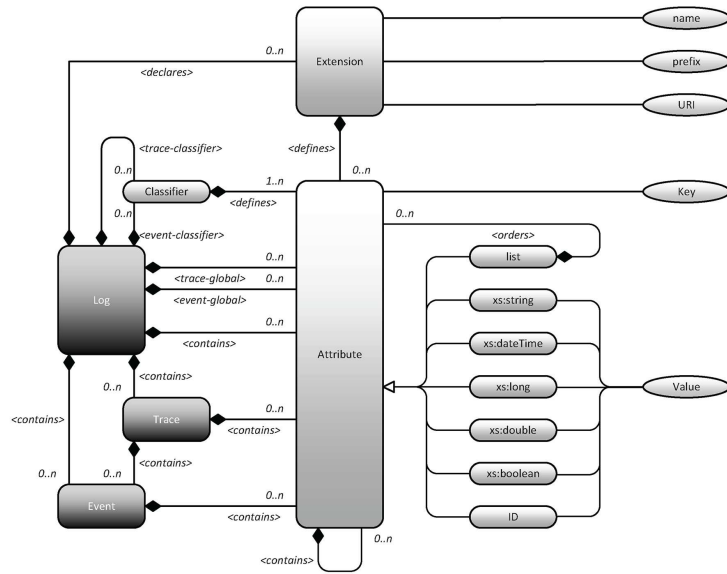 name
0..n
Extension
prefix
<declares>
URI
<trace-classifier>
<defines>
0..n
0..n
Classifier
1..n
Key
<defines>
0..n
0..n
<event-classifier>
<orders>
0..n
list
<trace-global>
0..n
Log
<event-global>
xs:string
0..n
<contains>
xs:dateTime
Attribute
<contains>
0..n
xs:long
Value
Trace
0..n
<contains>
<contains>
xs:double
<contains>
0..n
0..n
xs:boolean
0..n
Event
<contains>
ID
0..n
<contains>